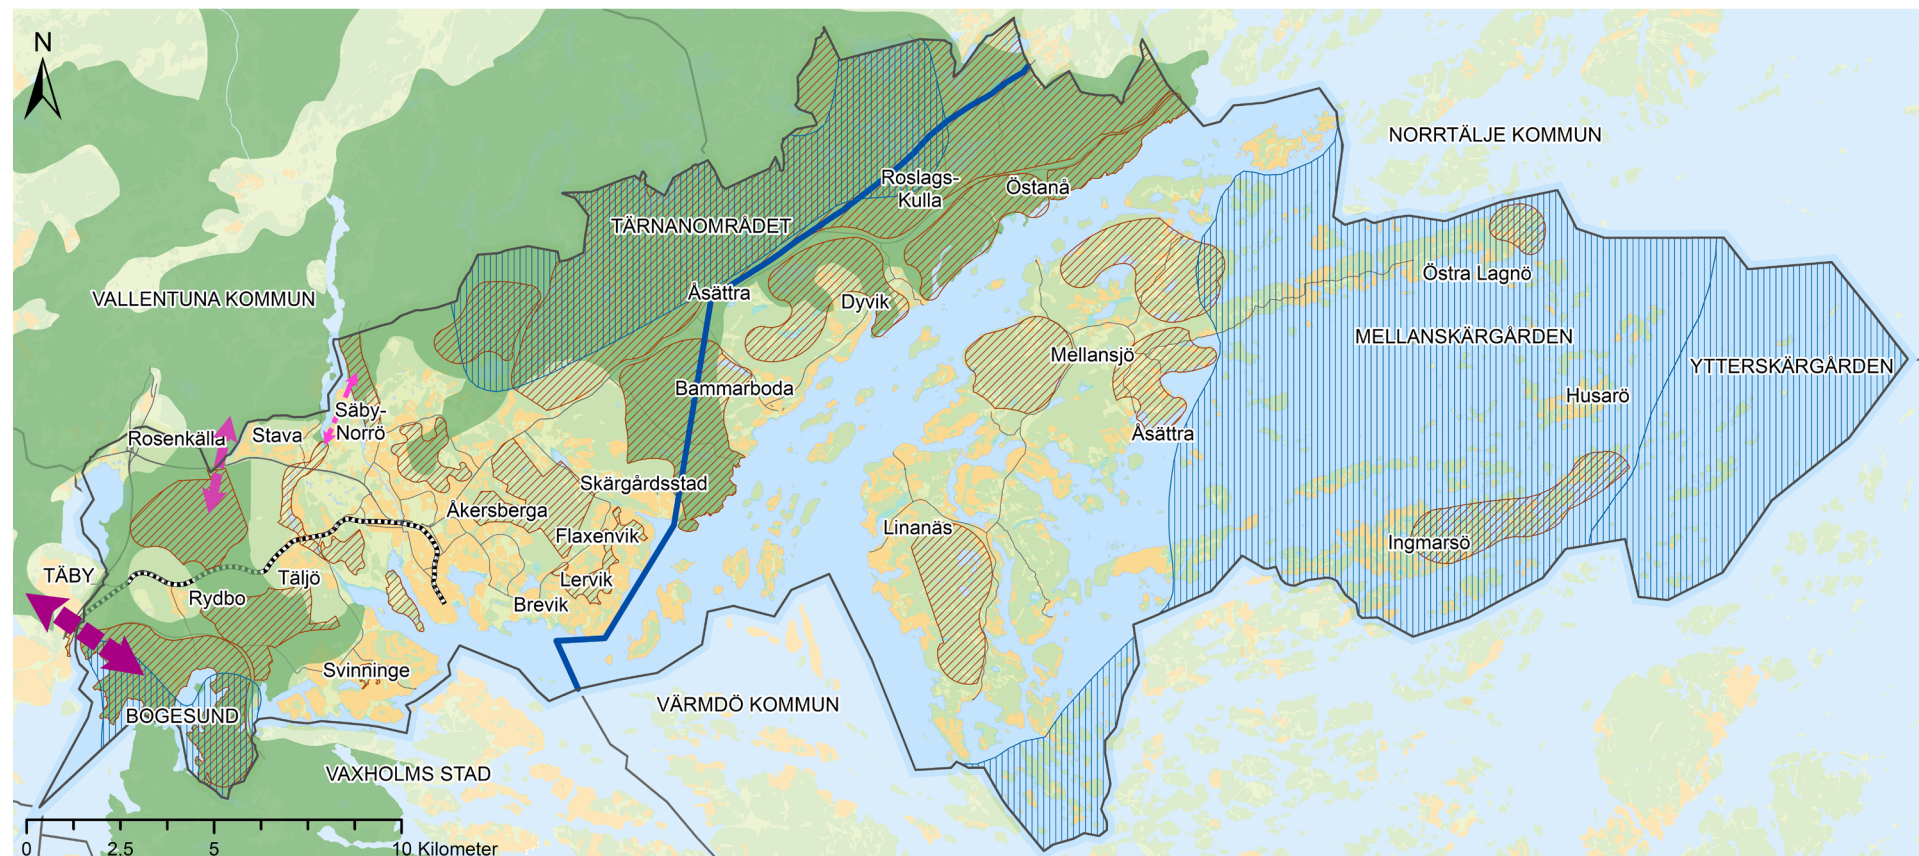 N
NORRTÄLJE KOMMUN
Roslags-
Kulla
Östanå
TÄRNANOMRÅDET
Östra Lagnö
VALLENTUNA KOMMUN
Åsättra
Dyvik
MELLANSKÄRGÅRDEN
Mellansjö
YTTERSKÄRGÅRDEN
Bammarboda
Husarö
Säby-
Norrö
Rosenkälla
Stava
Åsättra
Skärgårdsstad
Åkersberga
Linanäs
Flaxenvik
Ingmarsö
TÄBY
Täljö
Lervik
Rydbo
Brevik
Svinninge
VÄRMDÖ KOMMUN
BOGESUND
VAXHOLMS STAD
0 2,5 5 10 Kilometer